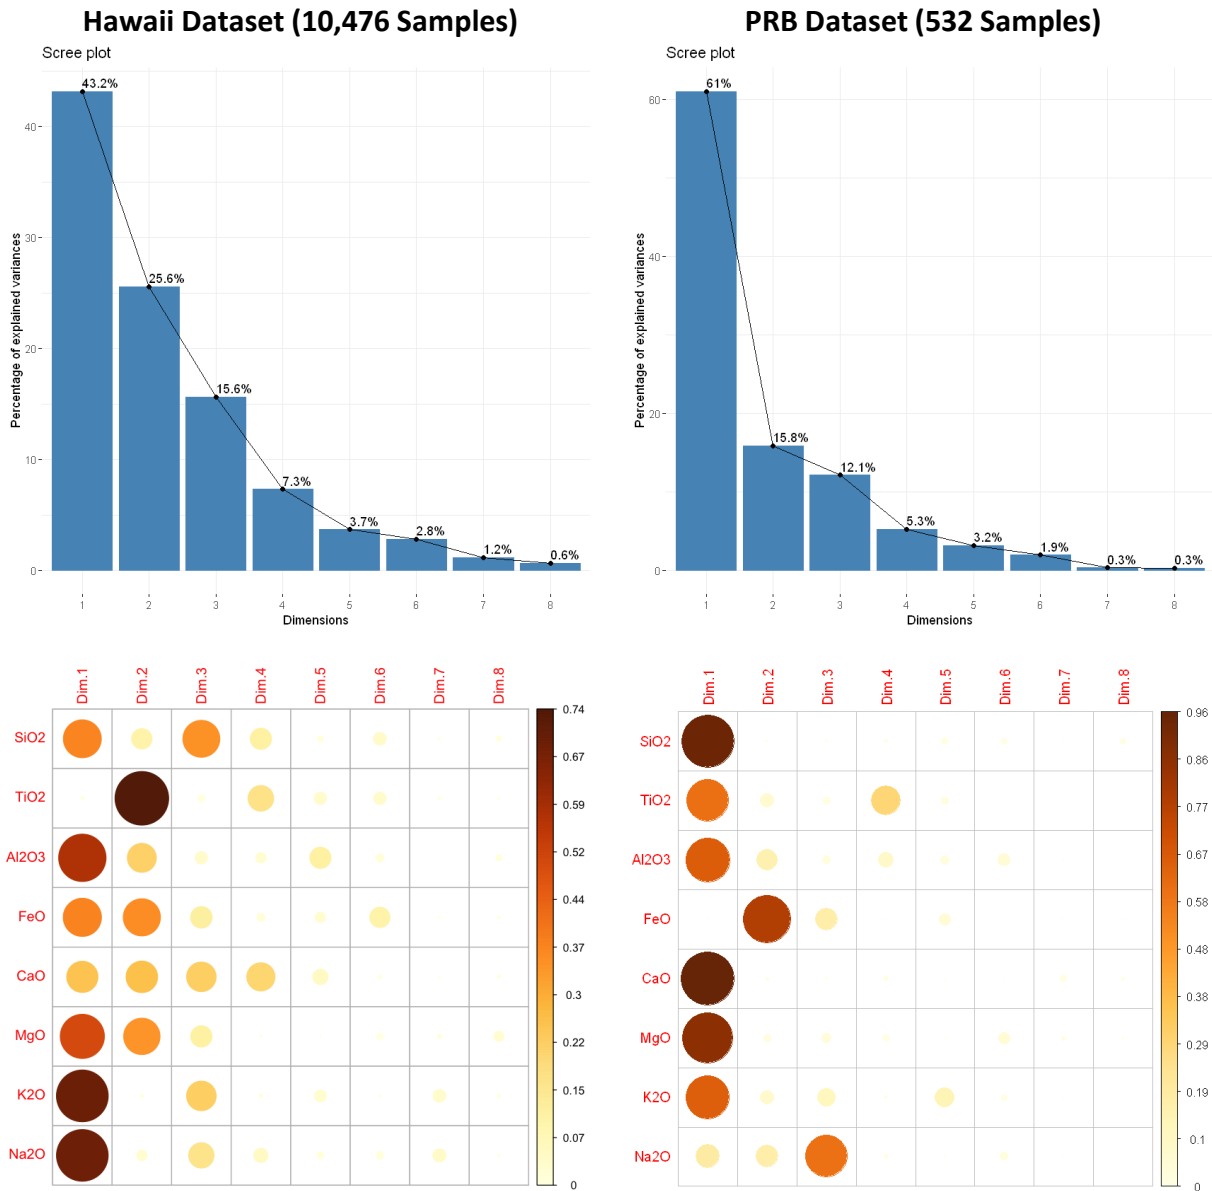 Hawaii Dataset (10,476 Samples)
Scree plot
Percentage of explained variances
40
30
20
10
0
43.2%
25.6%
15.6%
7.3%
3.7%
2.8%
1.2%
0.6%
1 2 3 4 5 6 7 8
Dimensions
PRB Dataset (532 Samples)
Scree plot
Percentage of explained variances
60
40
20
0
61%
15.8%
12.1%
5.3%
3.2%
1.9%
0.3%
0.3%
1 2 3 4 5 6 7 8
Dimensions
Dim.1 Dim.2 Dim.3 Dim.4 Dim.5 Dim.6 Dim.7 Dim.8
SiO2
TiO2
Al2O3
FeO
CaO
MgO
K2O
Na2O
0.74
0.67
0.59
0.52
0.44
0.37
0.3
0.22
0.15
0.07
0
Dim.1 Dim.2 Dim.3 Dim.4 Dim.5 Dim.6 Dim.7 Dim.8
SiO2
TiO2
Al2O3
FeO
CaO
MgO
K2O
Na2O
0.96
0.86
0.77
0.67
0.58
0.48
0.38
0.29
0.19
0.1
0